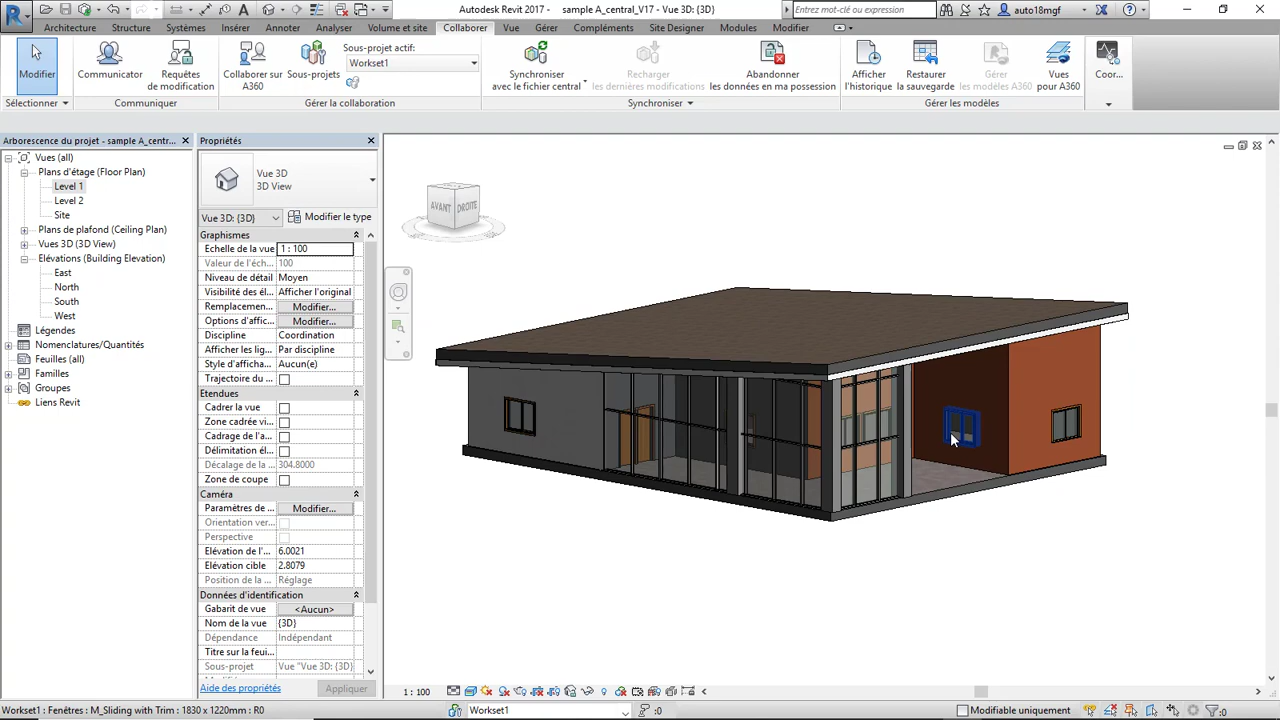 Autodesk Revit 2017 - sample A_central_V17 - Vue 3D: {3D}
Entrez mot-clé ou expression
auto18mgf
Architecture Structure Systèmes Insérer Annoter Analyser Volume et site Collaborer Vue Gérer Compléments Site Designer Modules Modifier
Modifier
Sélectionner
Communicator
Requêtes de modification
Communiquer
Collaborer sur A360
Sous-projets
Sous-projet actif:
Workset1
Gérer la collaboration
Synchroniser avec le fichier central
Recharger les dernières modifications
Abandonner les données en ma possession
Synchroniser
Afficher l'historique
Restaurer la sauvegarde
Gérer les modèles A360
Vues pour A360
Gérer les modèles
Coor...
Arborescence du projet - sample A_centr...
Vues (all)
Plans d'étage (Floor Plan)
Level 1
Level 2
Site
Plans de plafond (Ceiling Plan)
Vues 3D (3D View)
Elévations (Building Elevation)
East
North
South
West
Légendes
Nomenclatures/Quantités
Feuilles (all)
Familles
Groupes
Liens Revit
Propriétés
Vue 3D
3D View
Vue 3D: {3D}
Modifier le type
Graphismes
Echelle de la vue 1 : 100
Valeur de l'éch... 100
Niveau de détail Moyen
Visibilité des él... Afficher l'original
Remplacemen... Modifier...
Options d'affic... Modifier...
Discipline Coordination
Afficher les lig... Par discipline
Style d'afficha... Aucun(e)
Trajectoire du ...
Etendues
Cadrer la vue
Zone cadrée vi...
Cadrage de l'a...
Délimitation él...
Décalage de la ... 304.8000
Zone de coupe
Caméra
Paramètres de ... Modifier...
Orientation ver...
Perspective
Elévation de l'... 6.0021
Elévation cible 2.8079
Position de la ... Réglage
Données d'identification
Gabarit de vue <Aucun>
Nom de la vue {3D}
Dépendance Indépendant
Titre sur la feui...
Sous-projet Vue "Vue 3D: {3D}
Aide des propriétés
Appliquer
AVANT DROITE
1 : 100
Workset1 : Fenêtres : M_Sliding with Trim : 1830 x 1220mm: R0
Workset1
:0
Modifiable uniquement
:0